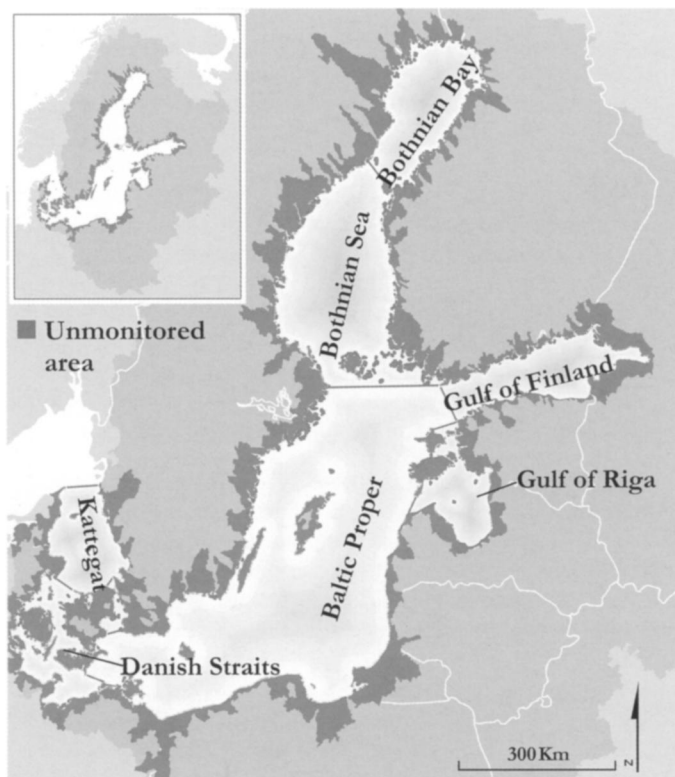 Bothnian Bay
Bothnian Sea
Unmonitored
area
Gulf of Finland
Gulf of Riga
Kattegat
Baltic Proper
Danish Straits
300 Km
N